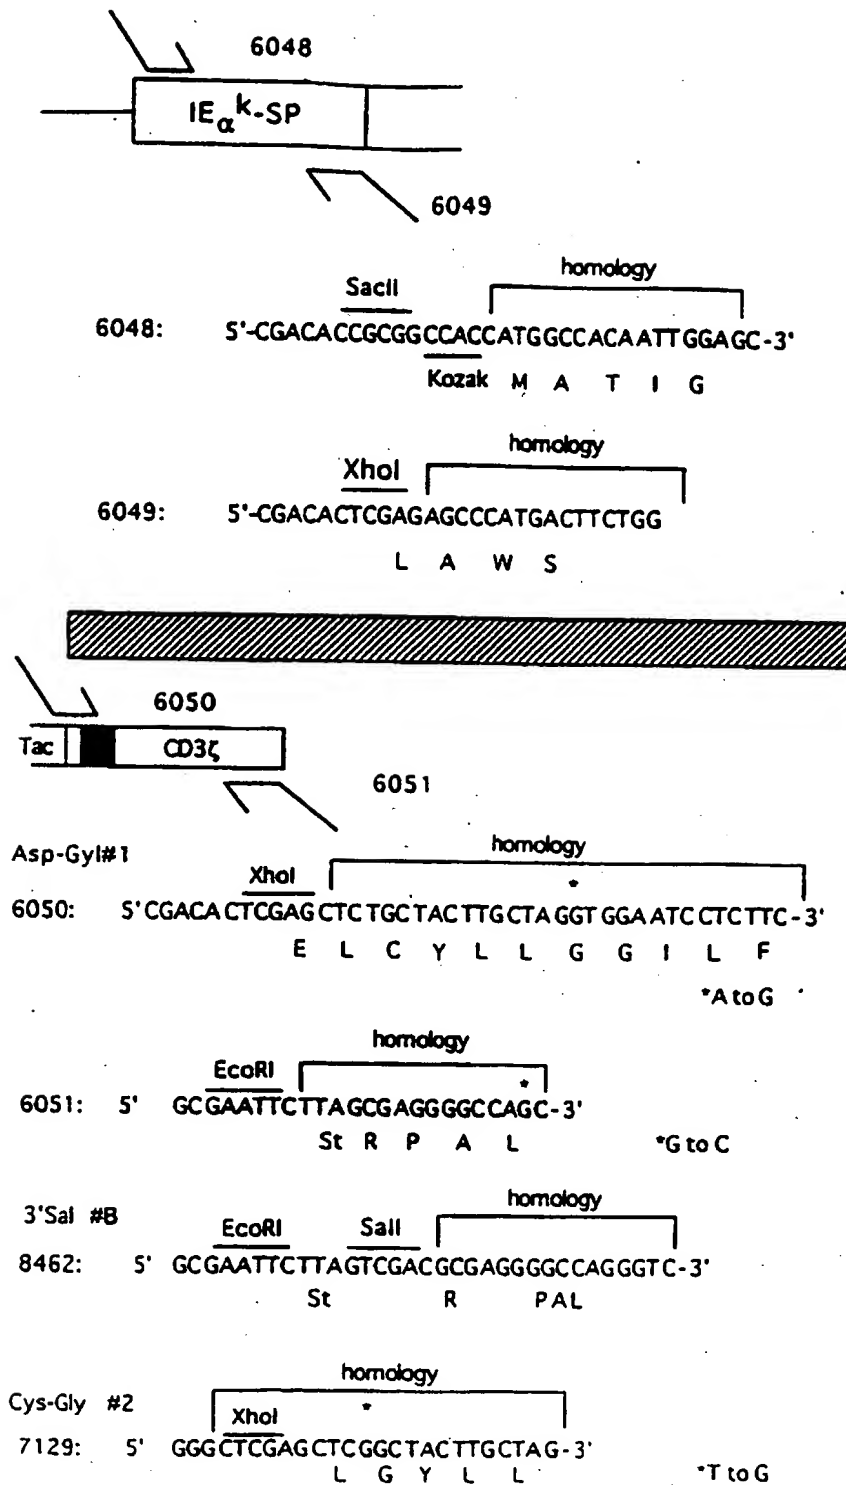 6048
IEαk-SP
6049
homology
SacII
6048: 5'-CGACACCGCGGCCACCATGGCCACAATTGGAGC-3'
Kozak M A T I G
homology
XhoI
6049: 5'-CGACACTCGAGAGCCCATGACTTCTGG
L A W S
6050
Tac CD3ζ
6051
Asp-Gyl#1
homology
XhoI
*
6050: 5'CGACACTCGAGCTCTGCTACTTGCTAGGTGGAATCCTCTTC-3'
E L C Y L L G G I L F
*A to G
homology
EcoRI
*
6051: 5' GCGAATTCTTAGCGAGGGGCCAGC-3'
St R P A L *G to C
homology
3'Sal #B
EcoRI SalI
8462: 5' GCGAATTCTTAGTCGACGCGAGGGGCCAGGGTC-3'
St R PAL
homology
Cys-Gly #2
XhoI *
7129: 5' GGGCTCGAGCTCGGCTACTTGCTAG-3'
L G Y L L *T to G